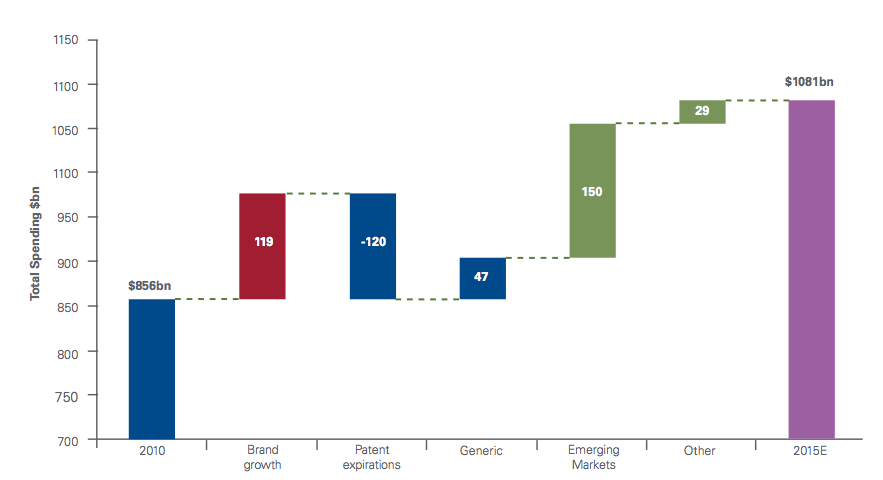 1150
1100
1050
1100
950
900
850
800
750
700
Total Spending $bn
$856bn
119
-120
47
150
29
$1081bn
2010
Brand
growth
Patent
expirations
Generic
Emerging
Markets
Other
2015E